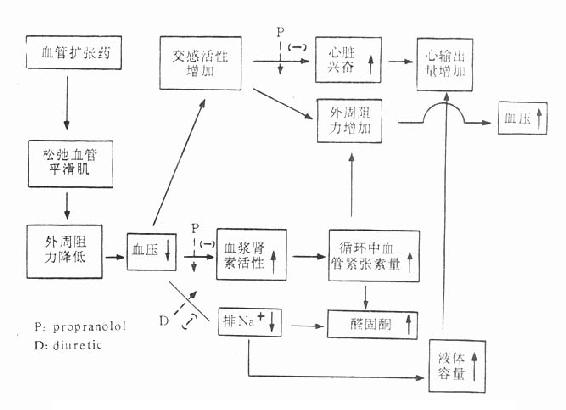 血管扩张药
松弛血管
平滑肌
外周阻
力降低
血压↓
交感活性
增加
P
(−)
心脏
兴奋↑
心输出
量增加
外周阻
力增加
血压↑
P
(−)
血浆肾
素活性↑
循环中血
管紧张素量↑
D
(−)
排Na⁺↓
醛固酮↑
液体
容量↑
P: propranolol
D: diuretic